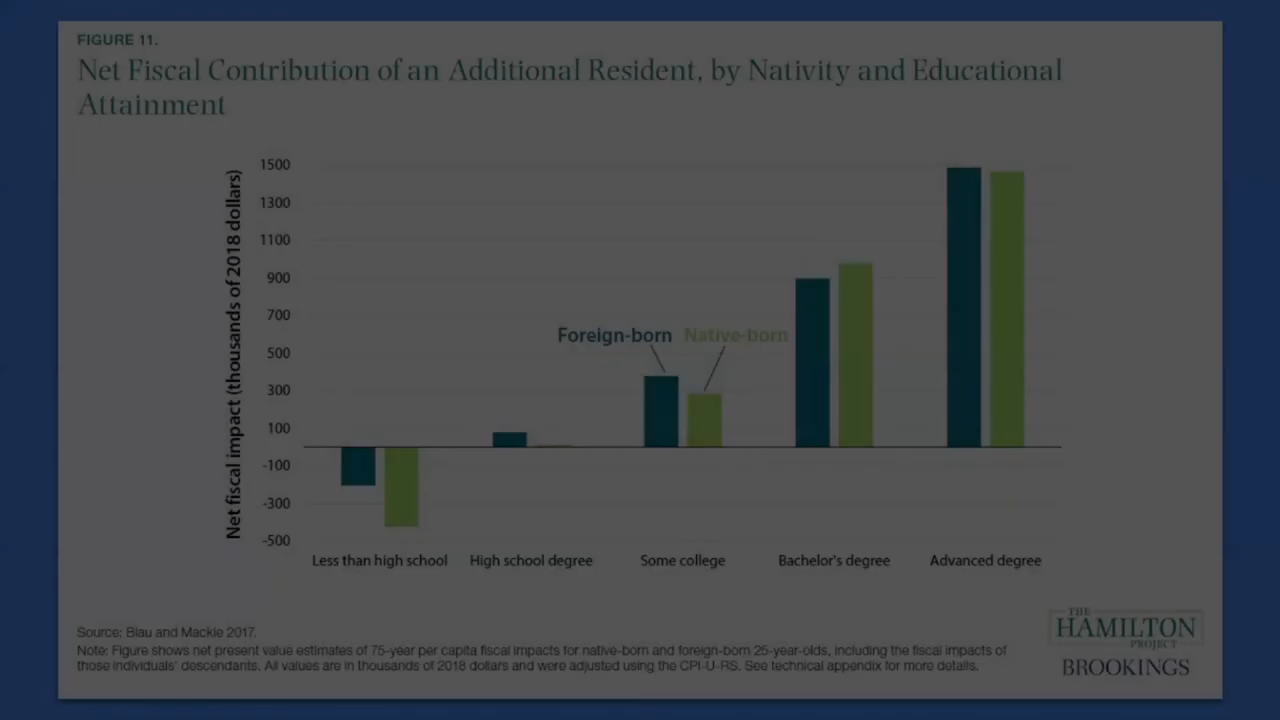 FIGURE 11.
Net Fiscal Contribution of an Additional Resident, by Nativity and Educational
Attainment
Net fiscal impact (thousands of 2018 dollars)
1500
1300
1100
900
700
500
300
100
-100
-300
-500
Foreign-born Native-born
Less than high school High school degree Some college Bachelor's degree Advanced degree
Source: Blau and Mackie 2017.
Note: Figure shows net present value estimates of 75-year per capita fiscal impacts for native-born and foreign-born 25-year-olds, including the fiscal impacts of
those individuals' descendants. All values are in thousands of 2018 dollars and were adjusted using the CPI-U-RS. See technical appendix for more details.
THE
HAMILTON
PROJECT
BROOKINGS